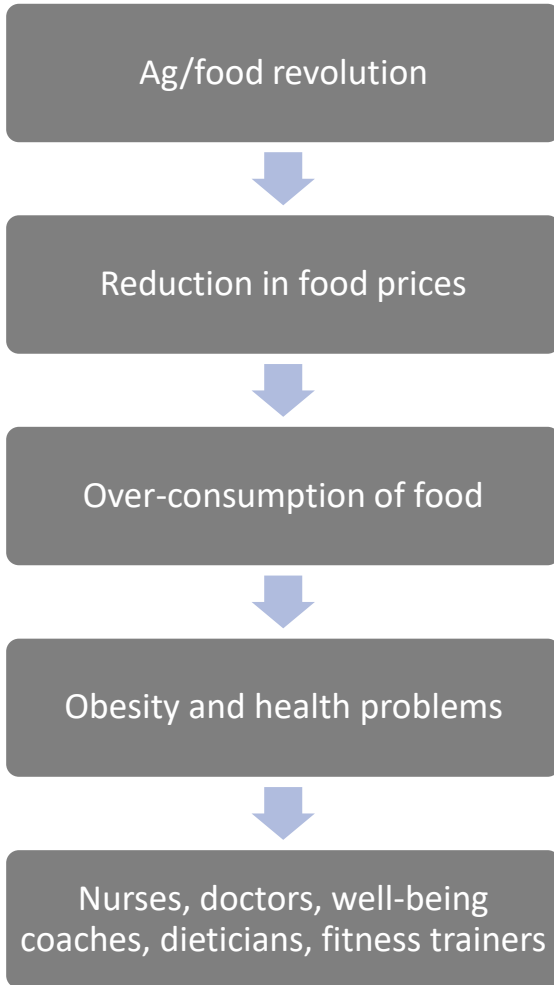 Ag/food revolution
Reduction in food prices
Over-consumption of food
Obesity and health problems
Nurses, doctors, well-being
coaches, dieticians, fitness trainers